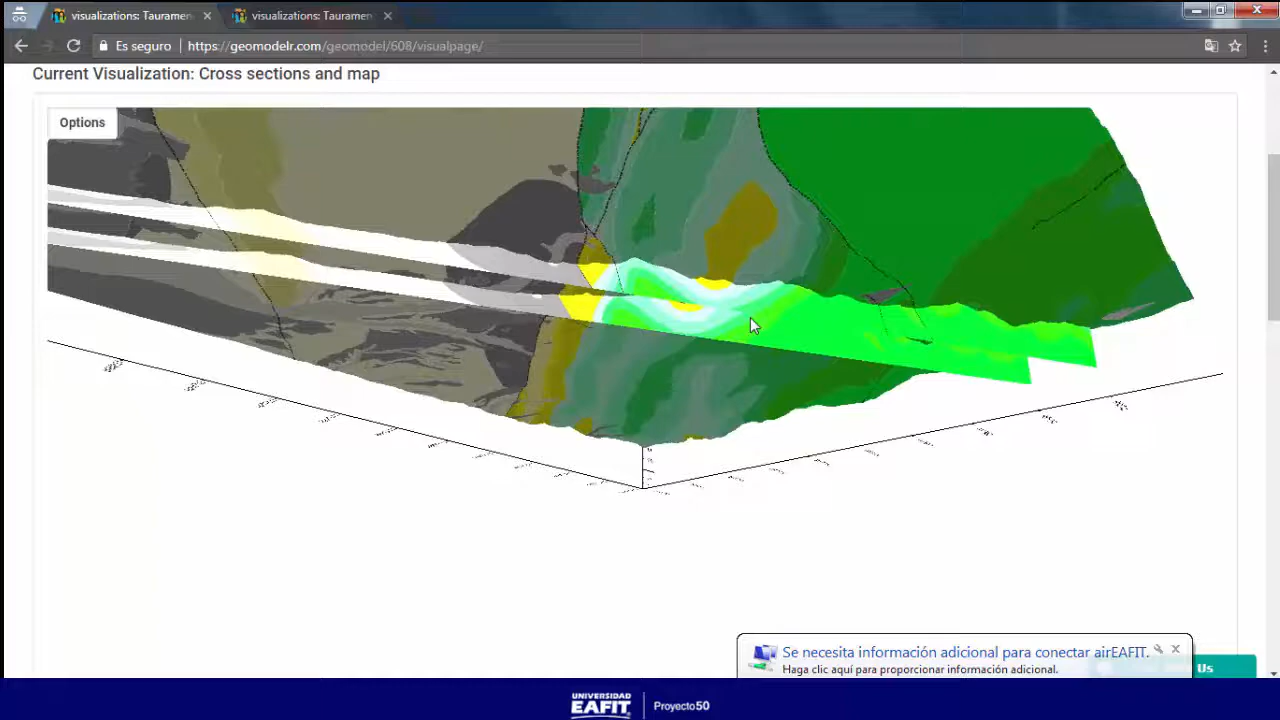 visualizations: Tauramen
visualizations: Tauramen
Es seguro
https://geomodelr.com/geomodel/608/visualpage/
Current Visualization: Cross sections and map
Options
Se necesita información adicional para conectar airEAFIT.
Haga clic aquí para proporcionar información adicional.
Us
UNIVERSIDAD
EAFIT
Proyecto50